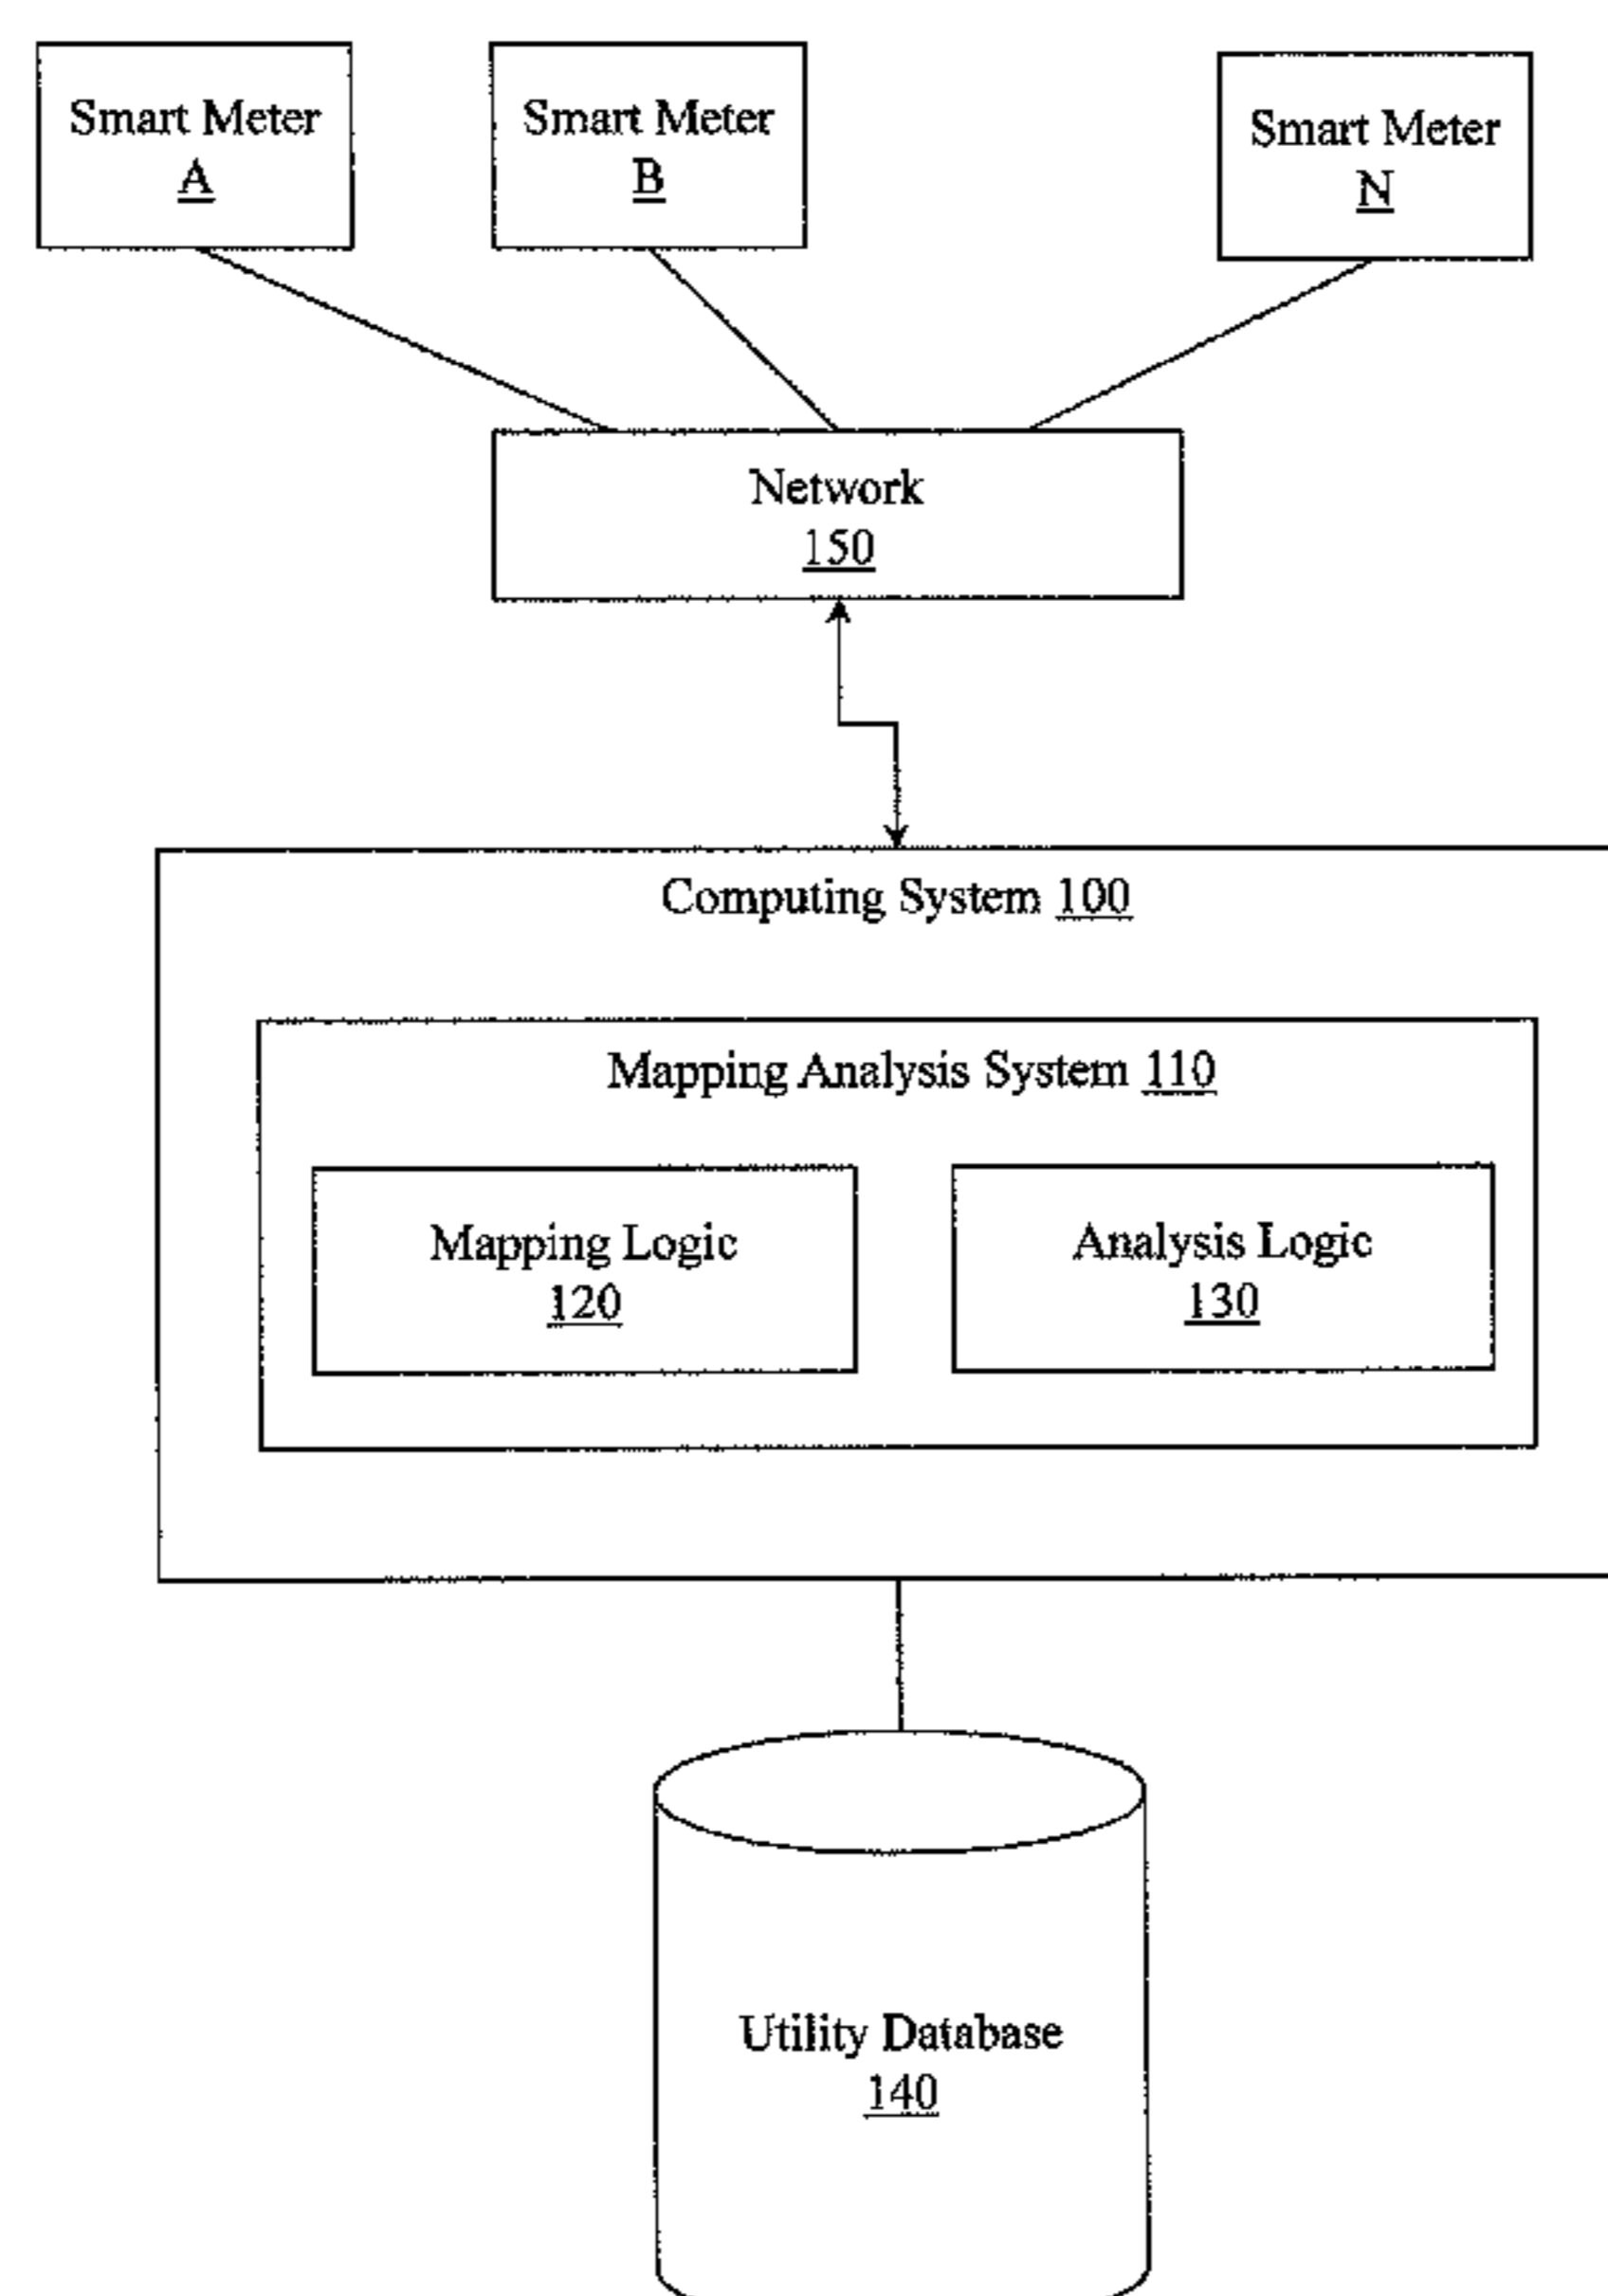 Smart Meter
A
Smart Meter
B
Smart Meter
N
Network
150
Computing System 100
Mapping Analysis System 110
Mapping Logic
120
Analysis Logic
130
Utility Database
140